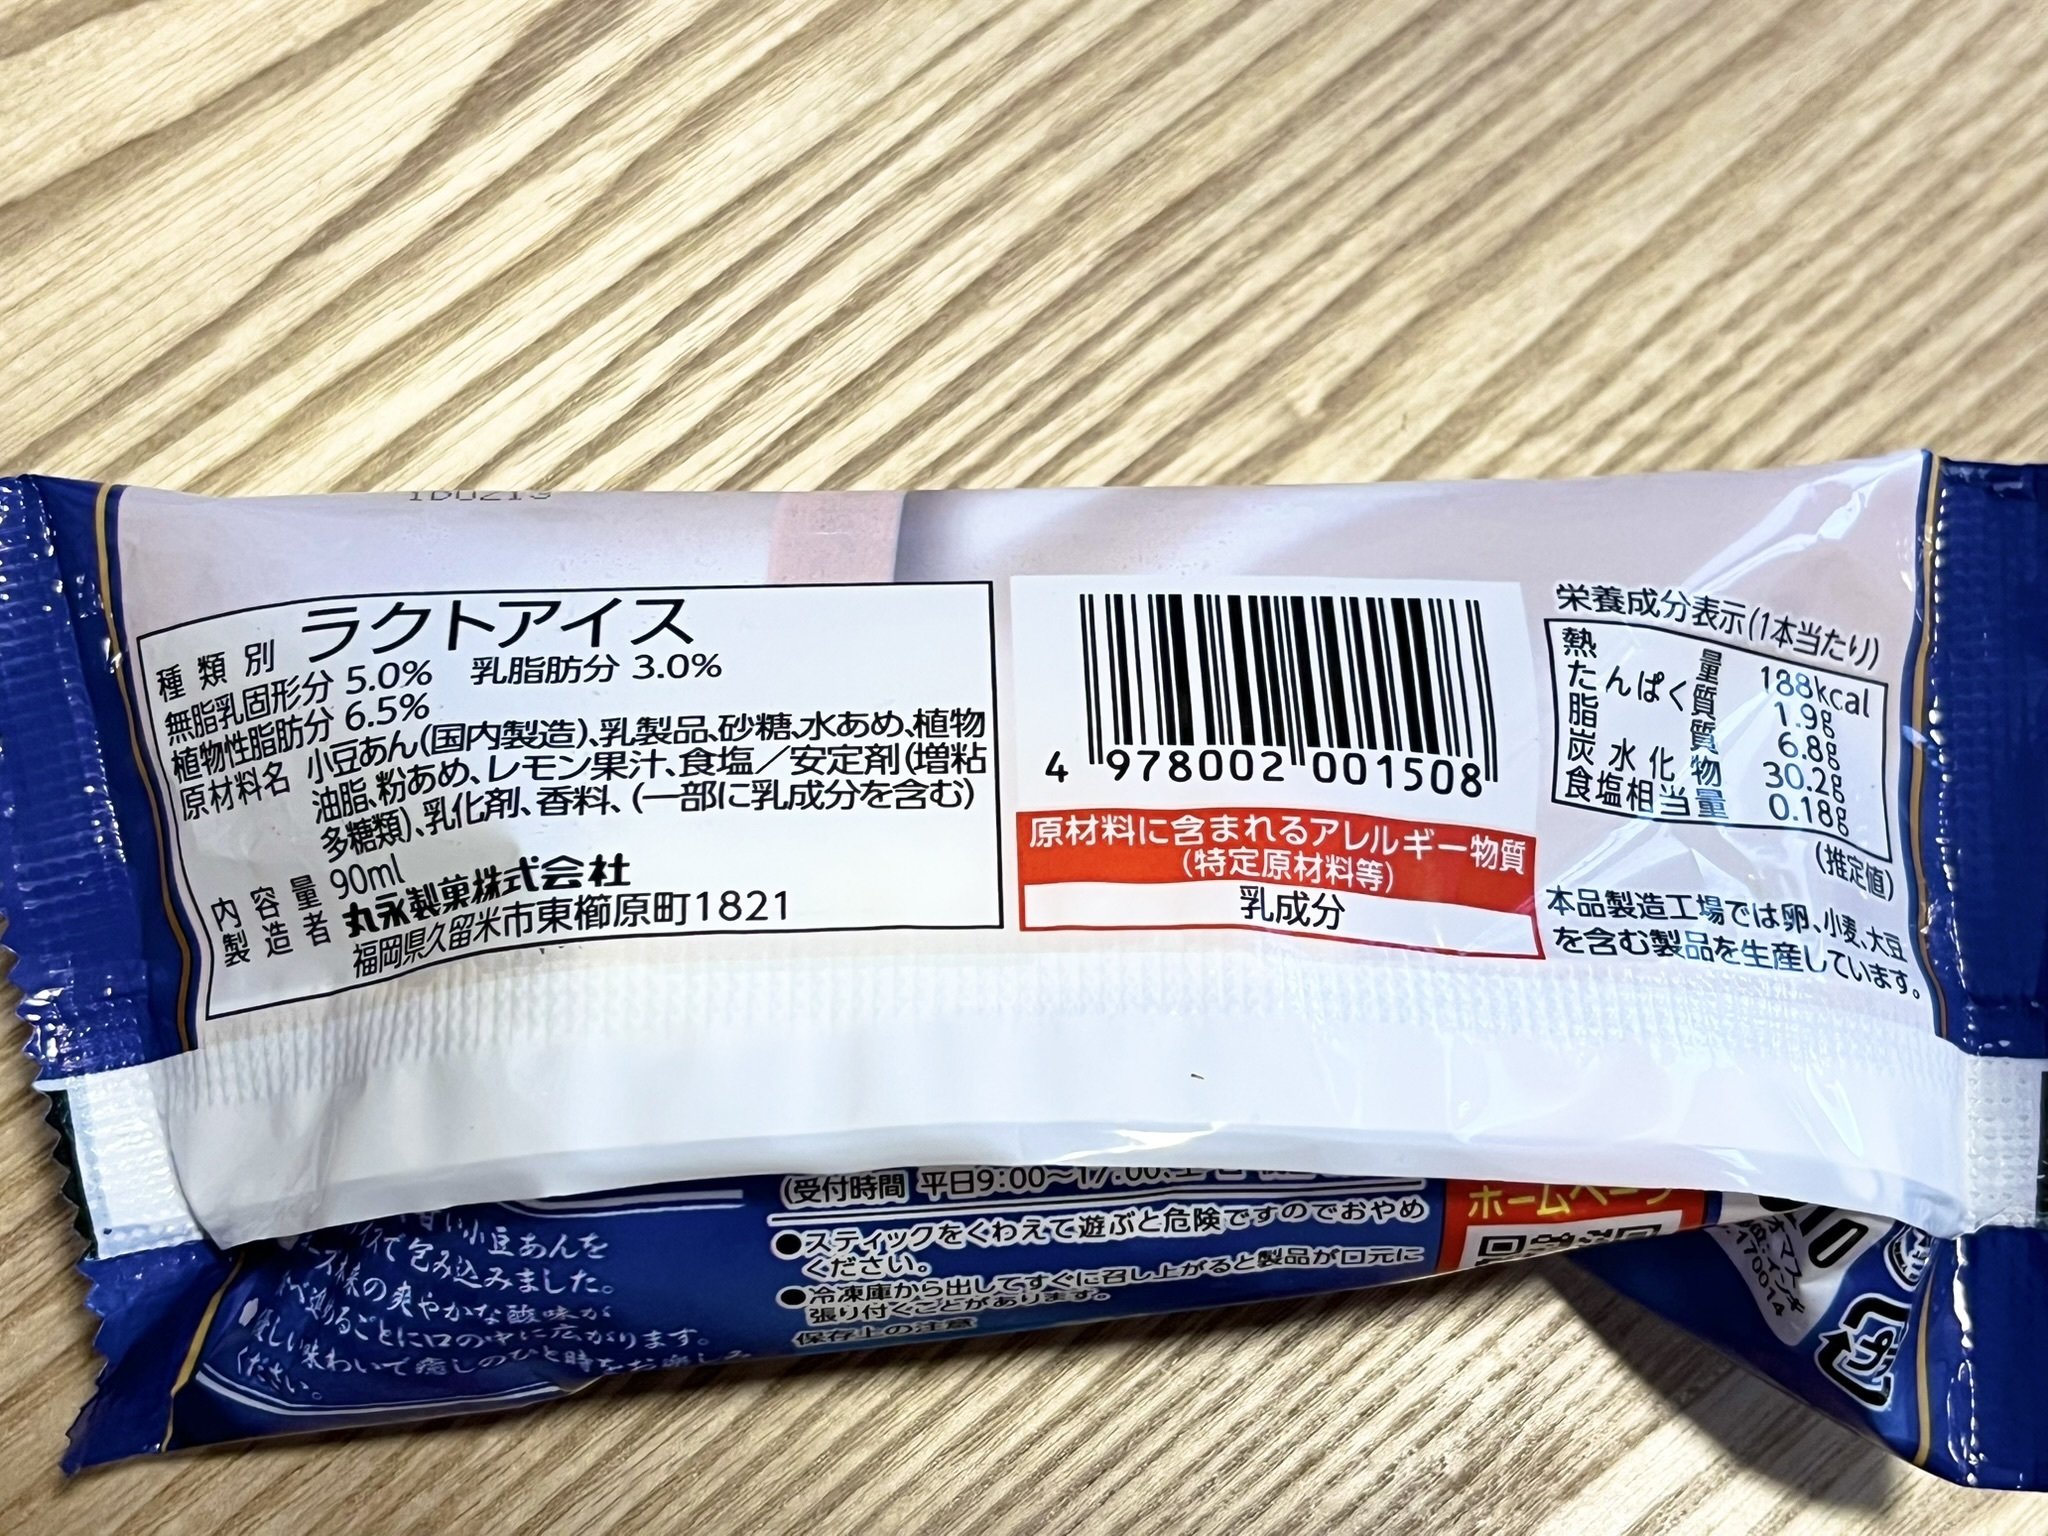 種類別 ラクトアイス
無脂乳固形分 5.0% 乳脂肪分 3.0%
植物性脂肪分 6.5%
原材料名 小豆あん(国内製造)、乳製品、砂糖、水あめ、植物
油脂、粉あめ、レモン果汁、食塩／安定剤(増粘
多糖類)、乳化剤、香料、(一部に乳成分を含む)
内容量 90ml
製造者 丸永製菓株式会社
福岡県久留米市東櫛原町1821
4 978002 001508
原材料に含まれるアレルギー物質
(特定原材料等)
乳成分
栄養成分表示(1本当たり)
熱量 188kcal
たんぱく質 1.9g
脂質 6.8g
炭水化物 30.2g
食塩相当量 0.18g
(推定値)
本品製造工場では卵、小麦、大豆
を含む製品を生産しています。
小豆あんを
で包み込みました。
の爽やかな酸味が
るごとに口の中に広がります。
優しい味わいで癒しのひと時をお楽しみ
ください。
(受付時間 平日9:00〜17:00
●スティックをくわえて遊ぶと危険ですのでおやめ
ください。
●冷凍庫から出してすぐに召し上がると製品が口元に
張り付くことがあります。
保存上の注意
ホームページ
プラ